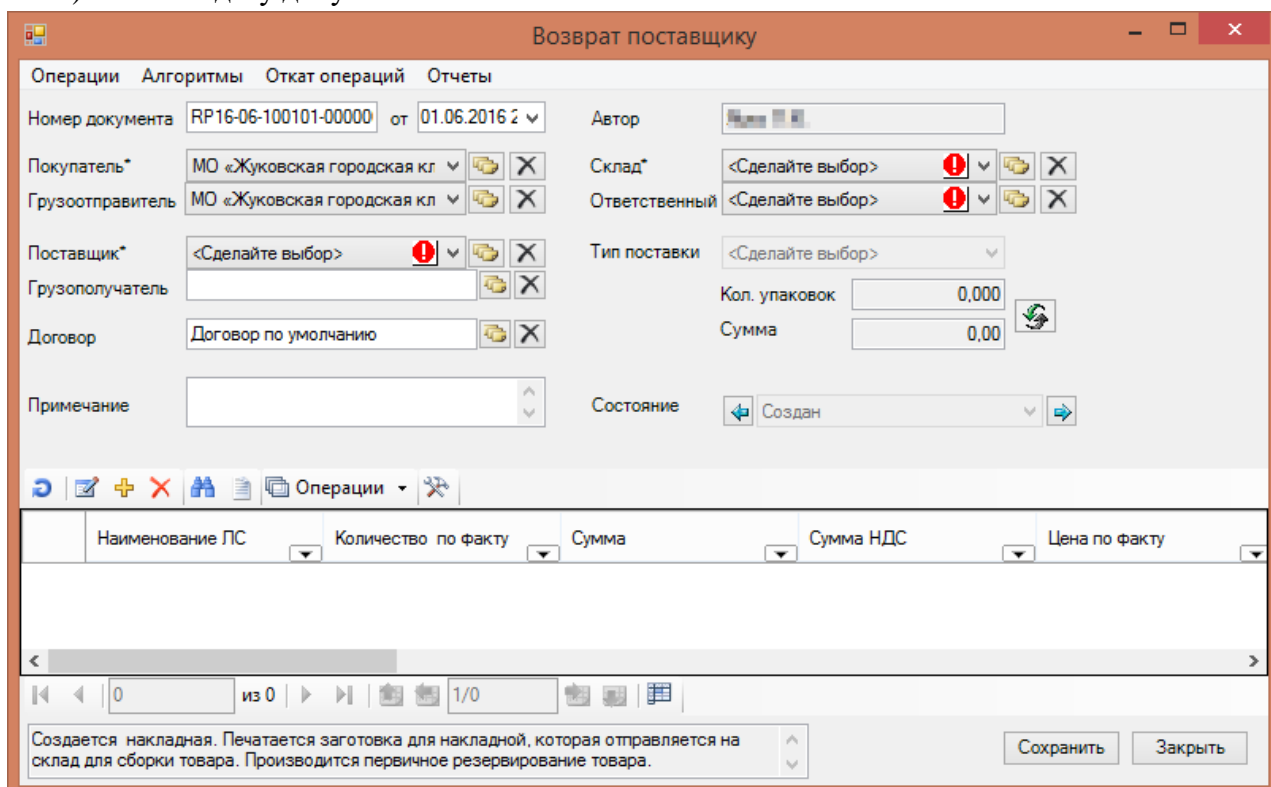 Возврат поставщику
Операции Алгоритмы Откат операций Отчеты
Номер документа RP16-06-100101-00000 от 01.06.2016 2 Автор
Покупатель* МО «Жуковская городская кл Склад* <Сделайте выбор>
Грузоотправитель МО «Жуковская городская кл Ответственный <Сделайте выбор>
Поставщик* <Сделайте выбор> Тип поставки <Сделайте выбор>
Грузополучатель Кол. упаковок 0,000
Договор Договор по умолчанию Сумма 0,00
Примечание Состояние Создан
Операции
Наименование ЛС Количество по факту Сумма Сумма НДС Цена по факту
0 из 0 1/0
Создается накладная. Печатается заготовка для накладной, которая отправляется на
склад для сборки товара. Производится первичное резервирование товара.
Сохранить Закрыть